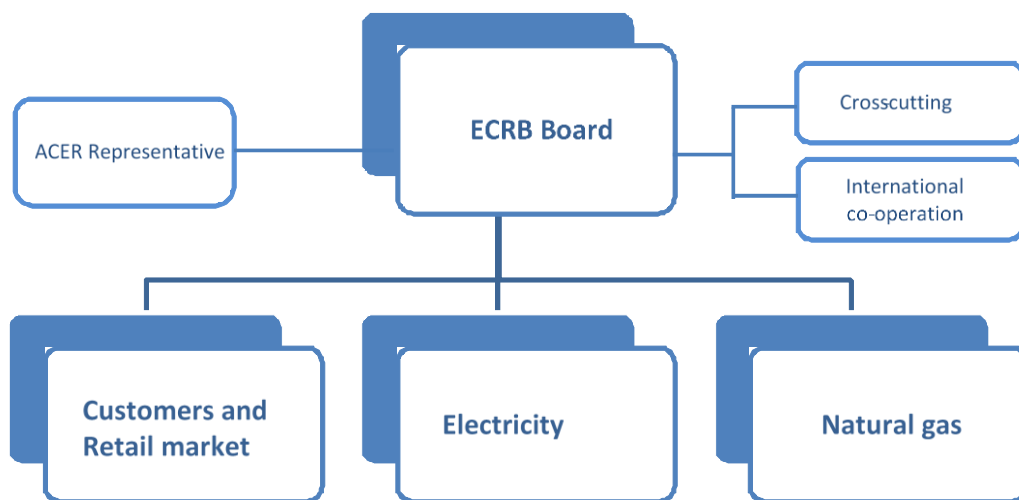 ECRB Board
ACER Representative
Crosscutting
International
co-operation
Customers and
Retail market
Electricity
Natural gas